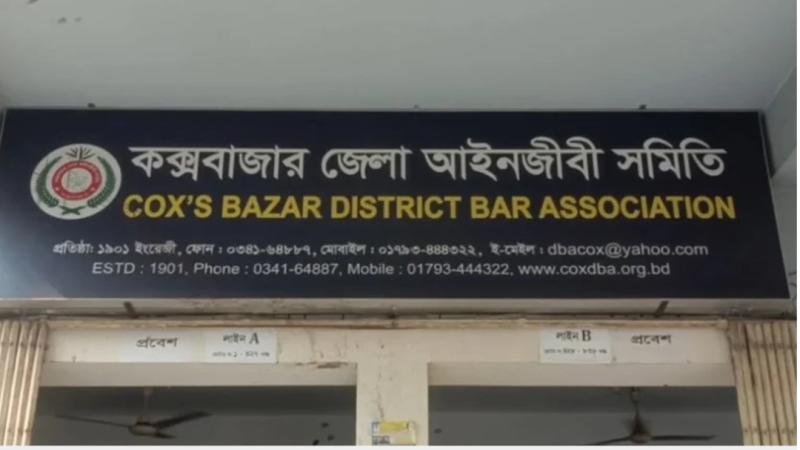 কক্সবাজার জেলা আইনজীবী সমিতি
COX'S BAZAR DISTRICT BAR ASSOCIATION
প্রতিষ্ঠা: ১৯০১ ইংরেজী, ফোন : ০৩৪১-৬৪৮৮৭, মোবাইল : ০১৭৯৩-৪৪৪৩২২, ই-মেইল : dbacox@yahoo.com
ESTD : 1901, Phone : 0341-64887, Mobile : 01793-444322, www.coxdba.org.bd
প্রবেশ লাইন A লাইন B প্রবেশ